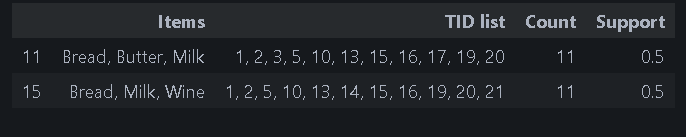 Items TID list Count Support
11 Bread, Butter, Milk 1, 2, 3, 5, 10, 13, 15, 16, 17, 19, 20 11 0.5
15 Bread, Milk, Wine 1, 2, 5, 10, 13, 14, 15, 16, 19, 20, 21 11 0.5